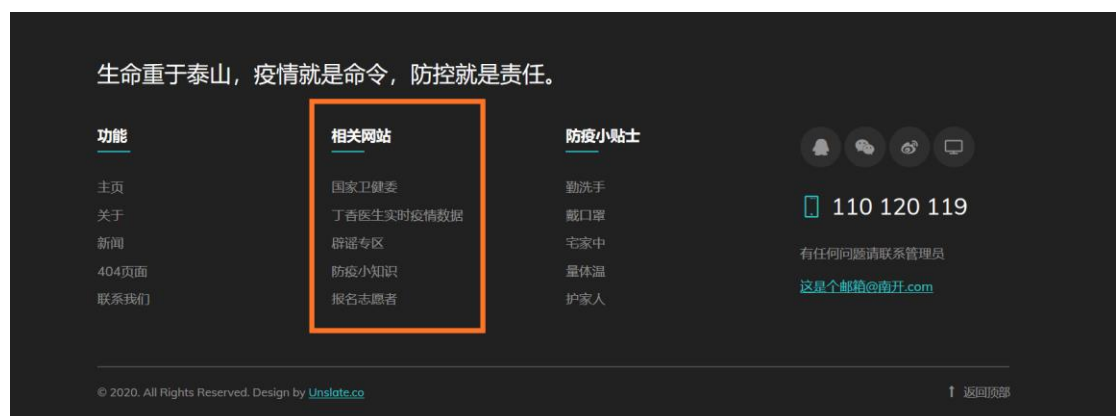 生命重于泰山，疫情就是命令，防控就是责任。
功能
主页
关于
新闻
404页面
联系我们
相关网站
国家卫健委
丁香医生实时疫情数据
辟谣专区
防疫小知识
报名志愿者
防疫小贴士
勤洗手
戴口罩
宅家中
量体温
护家人
110 120 119
有任何问题请联系管理员
这是个邮箱@南开.com
© 2020. All Rights Reserved. Design by Unslate.co
返回顶部